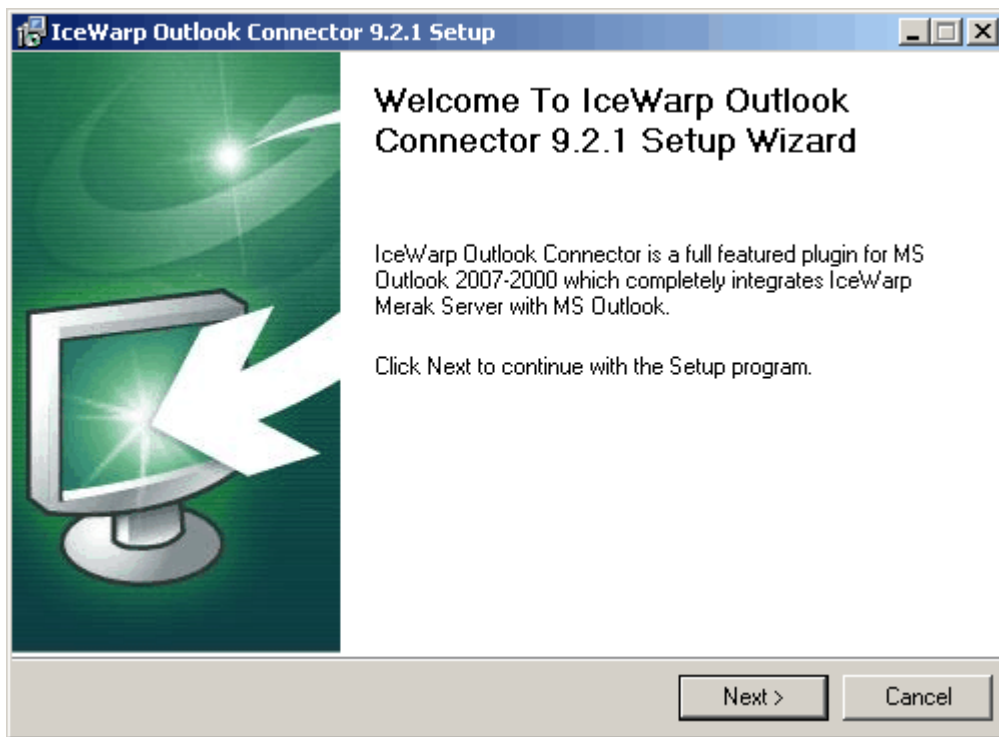 IceWarp Outlook Connector 9.2.1 Setup
Welcome To IceWarp Outlook
Connector 9.2.1 Setup Wizard
IceWarp Outlook Connector is a full featured plugin for MS
Outlook 2007-2000 which completely integrates IceWarp
Merak Server with MS Outlook.
Click Next to continue with the Setup program.
Next >
Cancel